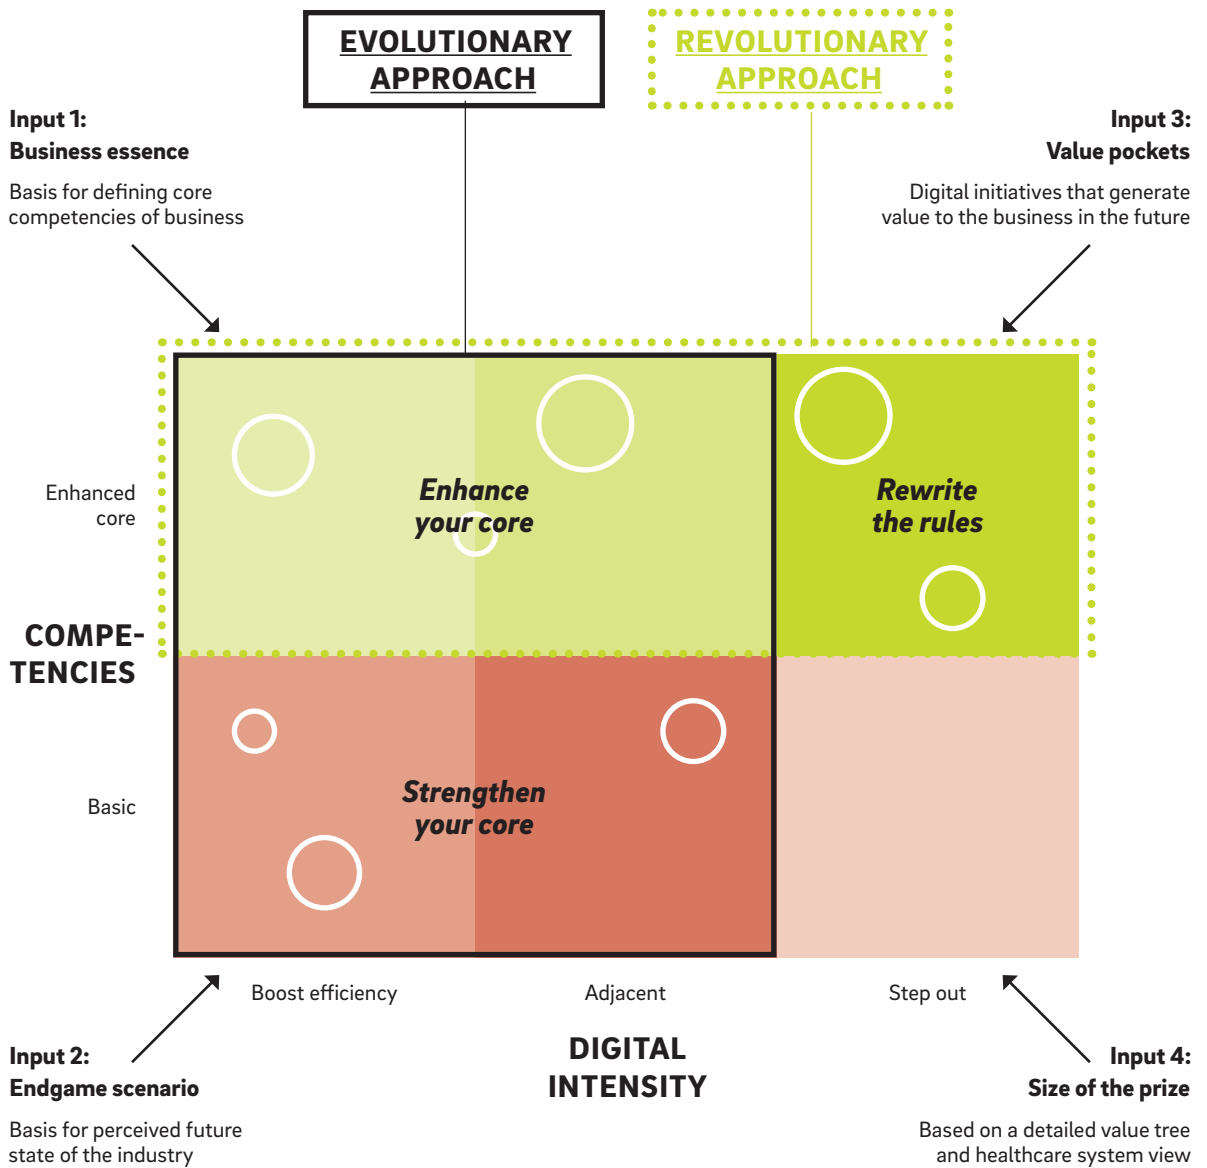 EVOLUTIONARY
APPROACH
REVOLUTIONARY
APPROACH
Input 1:
Business essence
Basis for defining core
competencies of business
Input 3:
Value pockets
Digital initiatives that generate
value to the business in the future
Enhanced
core
Enhance
your core
Rewrite
the rules
COMPE-
TENCIES
Basic
Strengthen
your core
Boost efficiency
Adjacent
Step out
DIGITAL
INTENSITY
Input 2:
Endgame scenario
Basis for perceived future
state of the industry
Input 4:
Size of the prize
Based on a detailed value tree
and healthcare system view